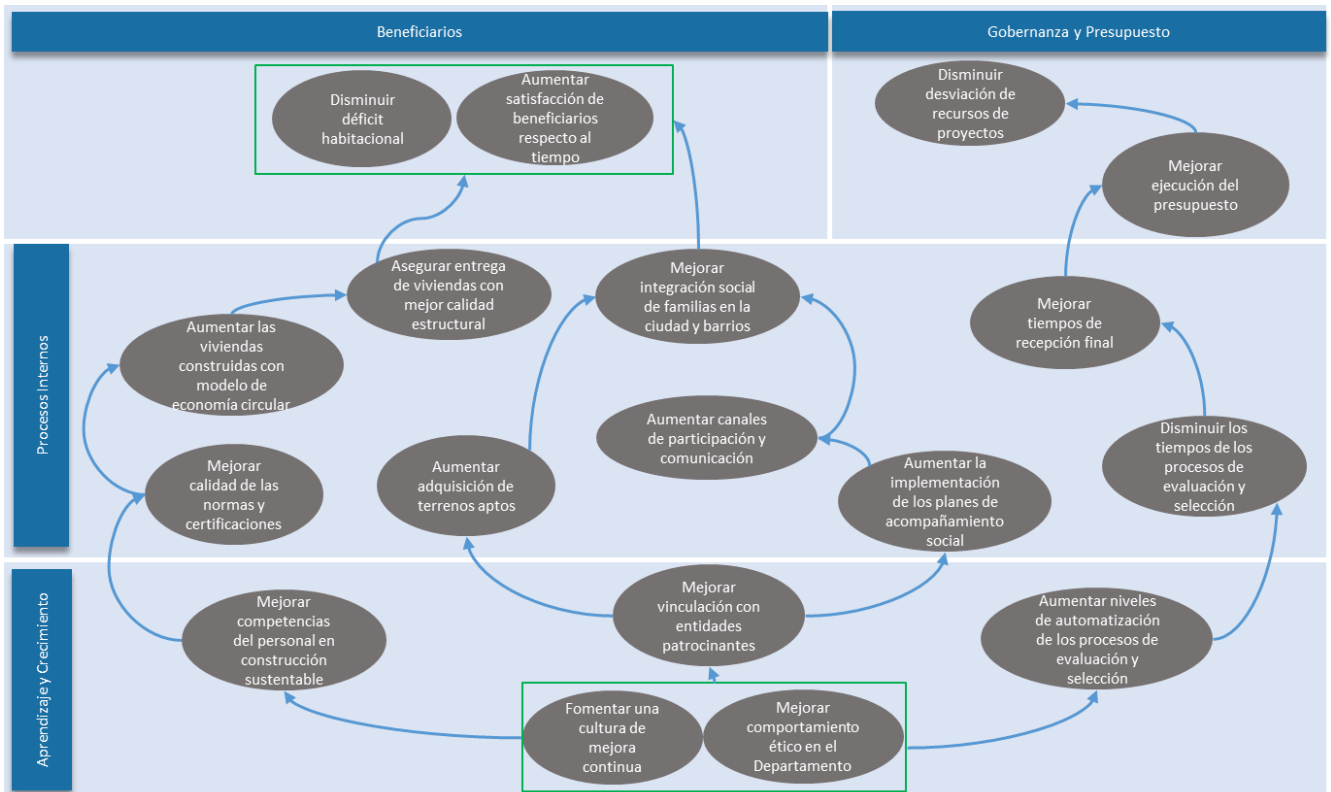 Beneficiarios
Gobernanza y Presupuesto
Disminuir
déficit
habitacional
Aumentar
satisfacción de
beneficiarios
respecto al
tiempo
Disminuir
desviación de
recursos de
proyectos
Mejorar
ejecución del
presupuesto
Procesos Internos
Asegurar entrega
de viviendas con
mejor calidad
estructural
Mejorar
integración social
de familias en la
ciudad y barrios
Mejorar
tiempos de
recepción final
Aumentar las
viviendas
construidas con
modelo de
economía circular
Aumentar canales
de participación y
comunicación
Disminuir los
tiempos de los
procesos de
evaluación y
selección
Mejorar
calidad de las
normas y
certificaciones
Aumentar
adquisición de
terrenos aptos
Aumentar la
implementación
de los planes de
acompañamiento
social
Aprendizaje y Crecimiento
Mejorar
competencias
del personal en
construcción
sustentable
Mejorar
vinculación con
entidades
patrocinantes
Aumentar niveles
de automatización
de los procesos de
evaluación y
selección
Fomentar una
cultura de
mejora
continua
Mejorar
comportamiento
ético en el
Departamento